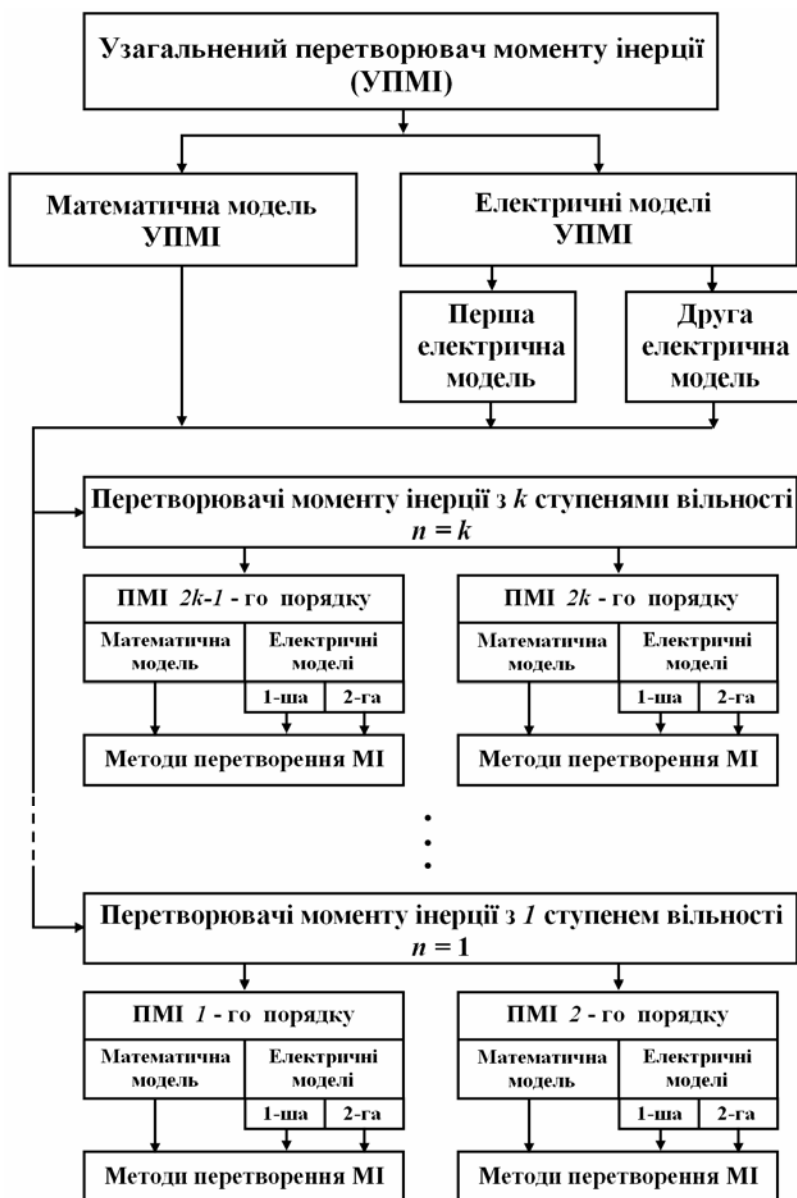 Узагальнений перетворювач моменту інерції
(УПМІ)
Математична модель
УПМІ
Електричні моделі
УПМІ
Перша
електрична
модель
Друга
електрична
модель
Перетворювачі моменту інерції з k ступенями вільності
n = k
ПМІ 2k-1 - го порядку
Математична
модель
Електричні
моделі
1-ша
2-га
Методи перетворення МІ
ПМІ 2k - го порядку
Математична
модель
Електричні
моделі
1-ша
2-га
Методи перетворення МІ
Перетворювачі моменту інерції з 1 ступенем вільності
n = 1
ПМІ 1 - го порядку
Математична
модель
Електричні
моделі
1-ша
2-га
Методи перетворення МІ
ПМІ 2 - го порядку
Математична
модель
Електричні
моделі
1-ша
2-га
Методи перетворення МІ